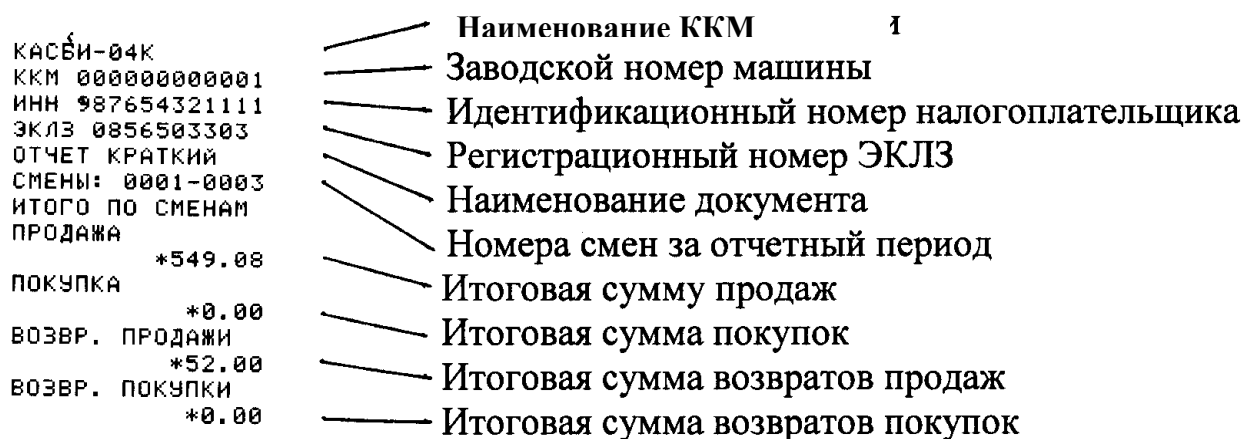 КАСБИ-04К
ККМ 000000000001
ИНН 987654321111
ЭКЛЗ 0856503303
ОТЧЕТ КРАТКИЙ
СМЕНЫ: 0001-0003
ИТОГО ПО СМЕНАМ
ПРОДАЖА
*549.08
ПОКУПКА
*0.00
ВОЗВР. ПРОДАЖИ
*52.00
ВОЗВР. ПОКУПКИ
*0.00
Наименование ККМ
Заводской номер машины
Идентификационный номер налогоплательщика
Регистрационный номер ЭКЛЗ
Наименование документа
Номера смен за отчетный период
Итоговая сумму продаж
Итоговая сумма покупок
Итоговая сумма возвратов продаж
Итоговая сумма возвратов покупок